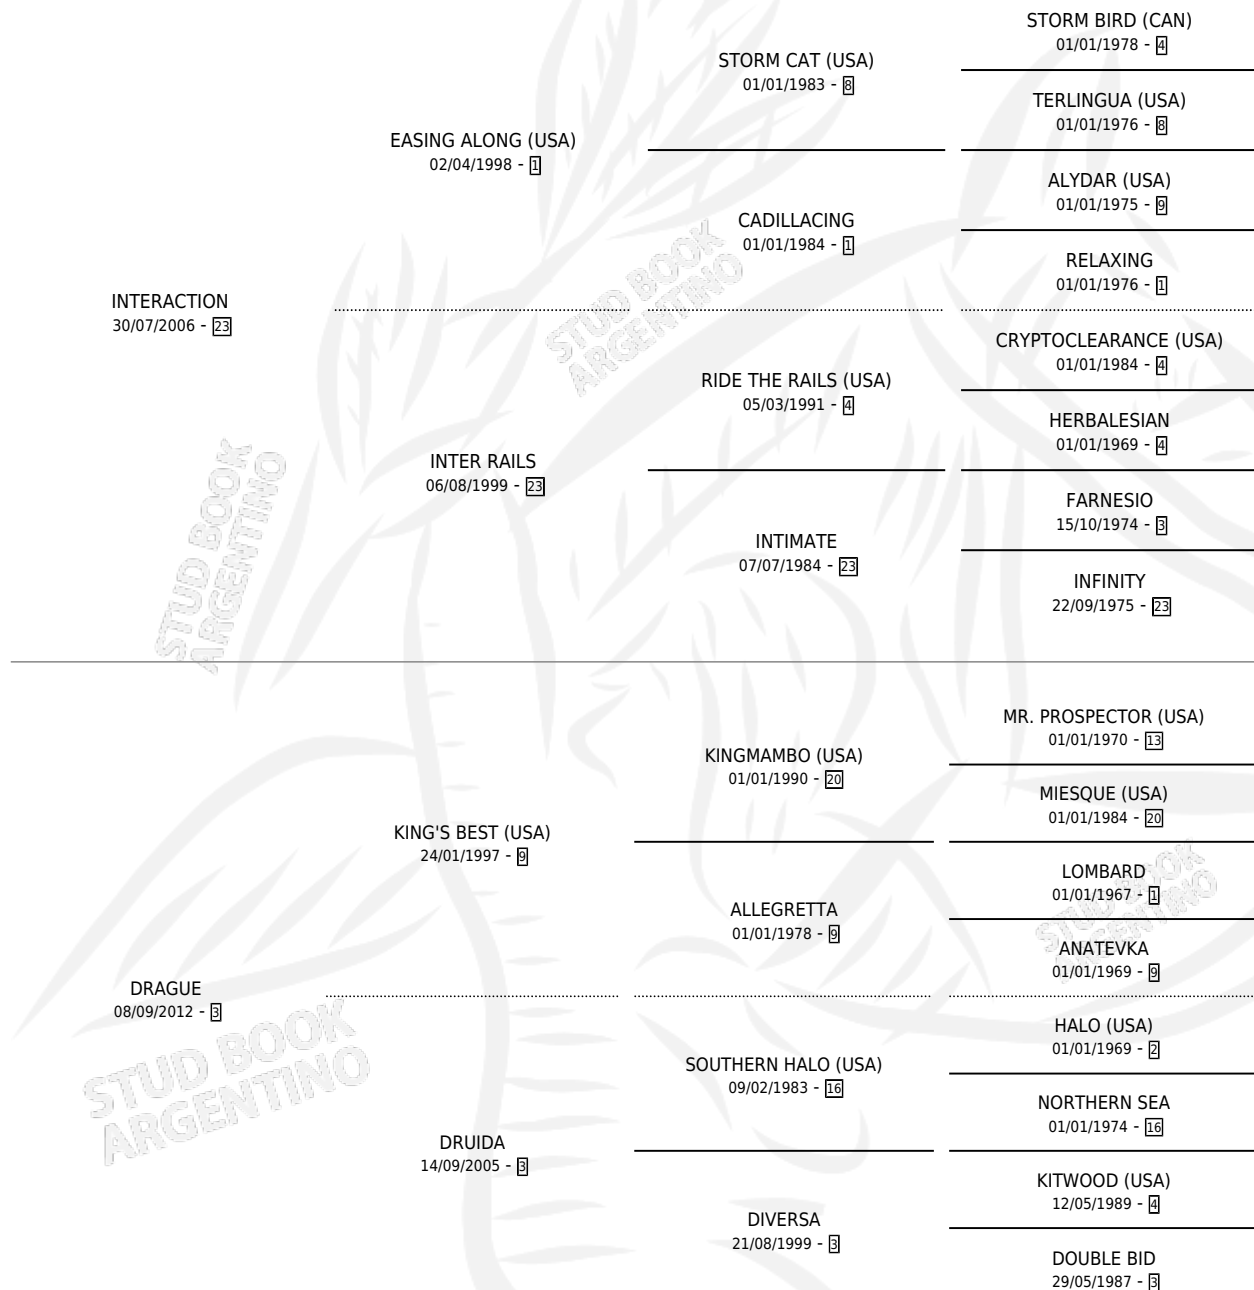 STORM BIRD (CAN)
01/01/1978 - 4
STORM CAT (USA)
01/01/1983 - 8
TERLINGUA (USA)
01/01/1976 - 8
EASING ALONG (USA)
02/04/1998 - 1
ALYDAR (USA)
01/01/1975 - 9
CADILLACING
01/01/1984 - 1
RELAXING
01/01/1976 - 1
STUD BOOK
ARGENTINO
INTERACTION
30/07/2006 - 23
CRYPTOCLEARANCE (USA)
01/01/1984 - 4
RIDE THE RAILS (USA)
05/03/1991 - 4
HERBALESIAN
01/01/1969 - 4
INTER RAILS
06/08/1999 - 23
FARNESIO
15/10/1974 - 3
INTIMATE
07/07/1984 - 23
INFINITY
22/09/1975 - 23
STUD BOOK
ARGENTINO
MR. PROSPECTOR (USA)
01/01/1970 - 13
KINGMAMBO (USA)
01/01/1990 - 20
MIESQUE (USA)
01/01/1984 - 20
KING'S BEST (USA)
24/01/1997 - 9
LOMBARD
01/01/1967 - 1
ALLEGRETTA
01/01/1978 - 9
ANATEVKA
01/01/1969 - 9
STUD BOOK
ARGENTINO
DRAGUE
08/09/2012 - 3
HALO (USA)
01/01/1969 - 2
SOUTHERN HALO (USA)
09/02/1983 - 16
NORTHERN SEA
01/01/1974 - 16
STUD BOOK
ARGENTINO
DRUIDA
14/09/2005 - 3
KITWOOD (USA)
12/05/1989 - 4
DIVERSA
21/08/1999 - 3
DOUBLE BID
29/05/1987 - 3